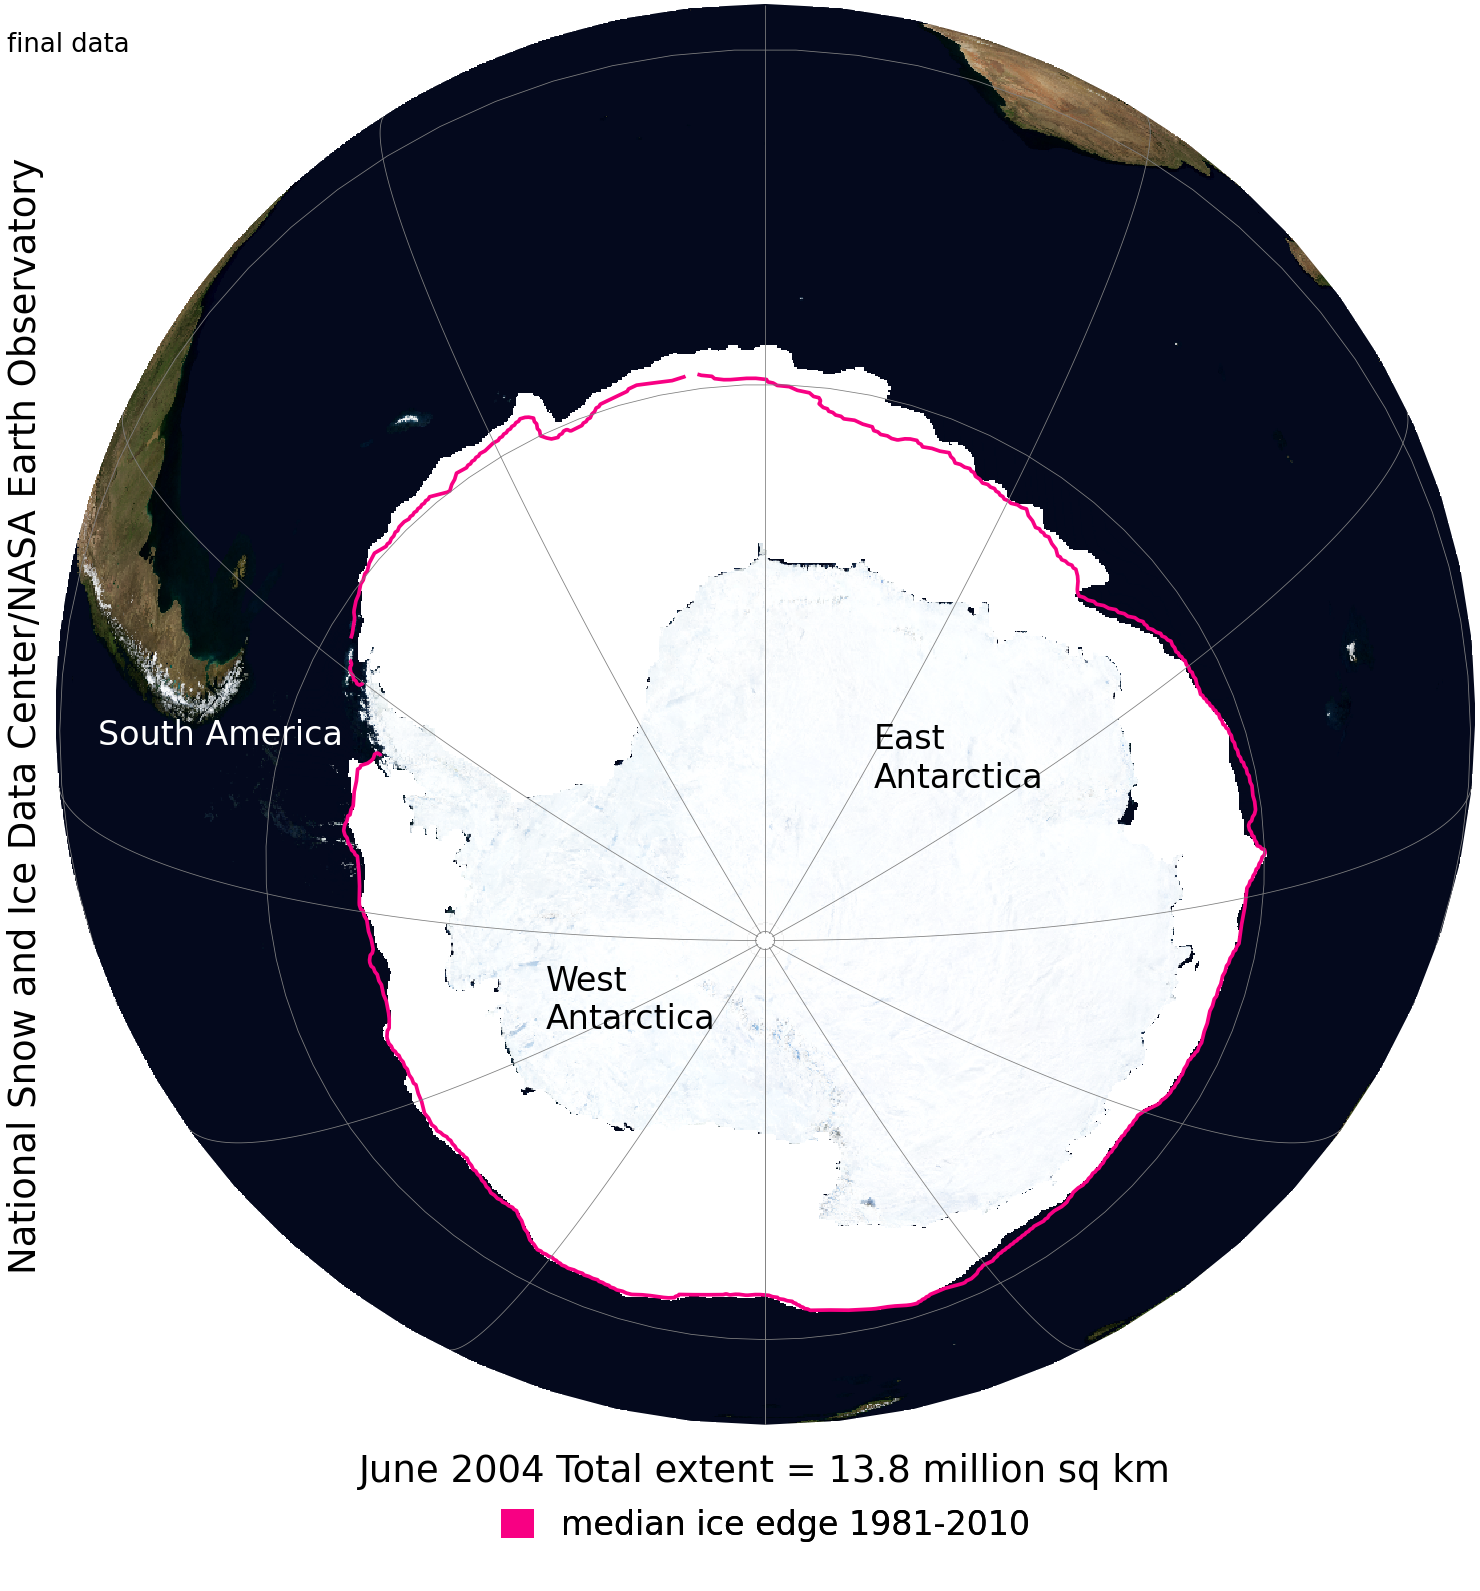 final data
National Snow and Ice Data Center/NASA Earth Observatory
South America
East
Antarctica
West
Antarctica
June 2004 Total extent = 13.8 million sq km
median ice edge 1981-2010